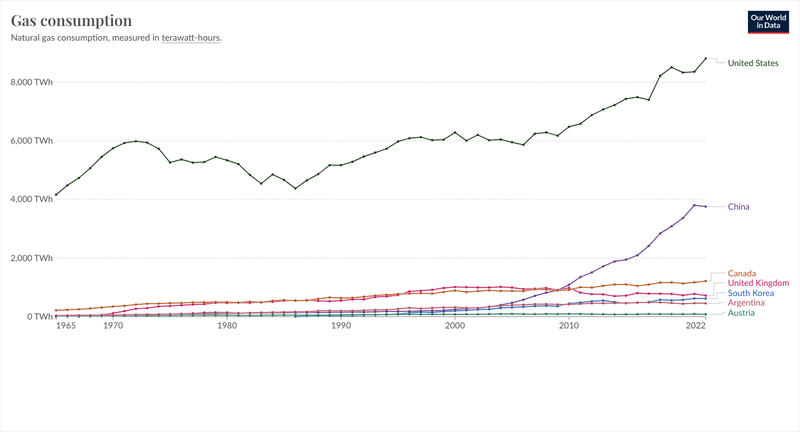 Gas consumption
Natural gas consumption, measured in terawatt-hours.
Our World
in Data
8,000 TWh
6,000 TWh
4,000 TWh
2,000 TWh
0 TWh
United States
China
Canada
United Kingdom
South Korea
Argentina
Austria
1965
1970
1980
1990
2000
2010
2022